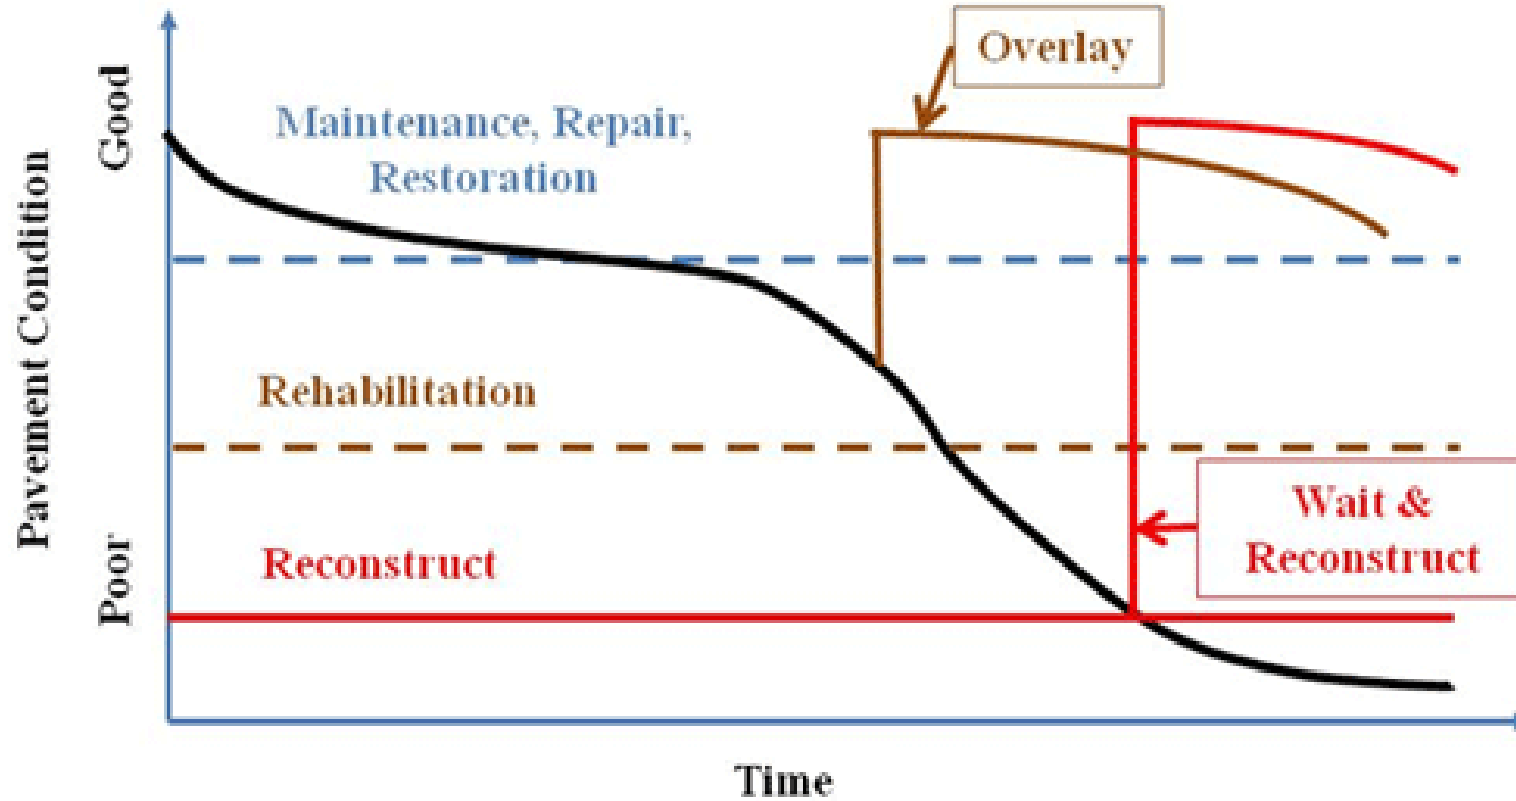 Overlay
Good
Maintenance, Repair,
Restoration
Pavement Condition
Rehabilitation
Wait &
Reconstruct
Poor
Reconstruct
Time